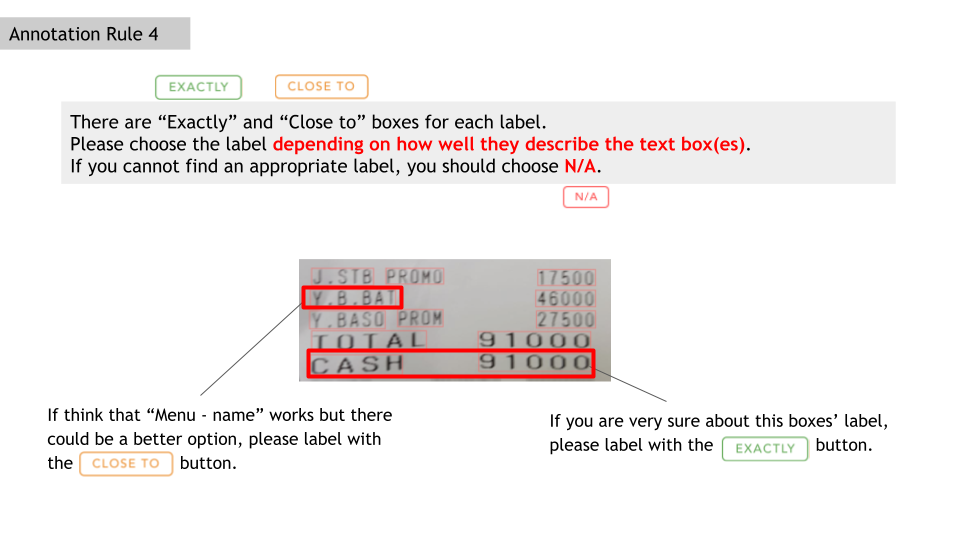 Annotation Rule 4
EXACTLY CLOSE TO
There are “Exactly” and “Close to” boxes for each label.
Please choose the label depending on how well they describe the text box(es).
If you cannot find an appropriate label, you should choose N/A.
N/A
J.STB PROMO 17500
Y.B.BAT 46000
Y.BASO PROM 27500
TOTAL 91000
CASH 91000
If think that “Menu - name” works but there
could be a better option, please label with
the CLOSE TO button.
If you are very sure about this boxes’ label,
please label with the EXACTLY button.